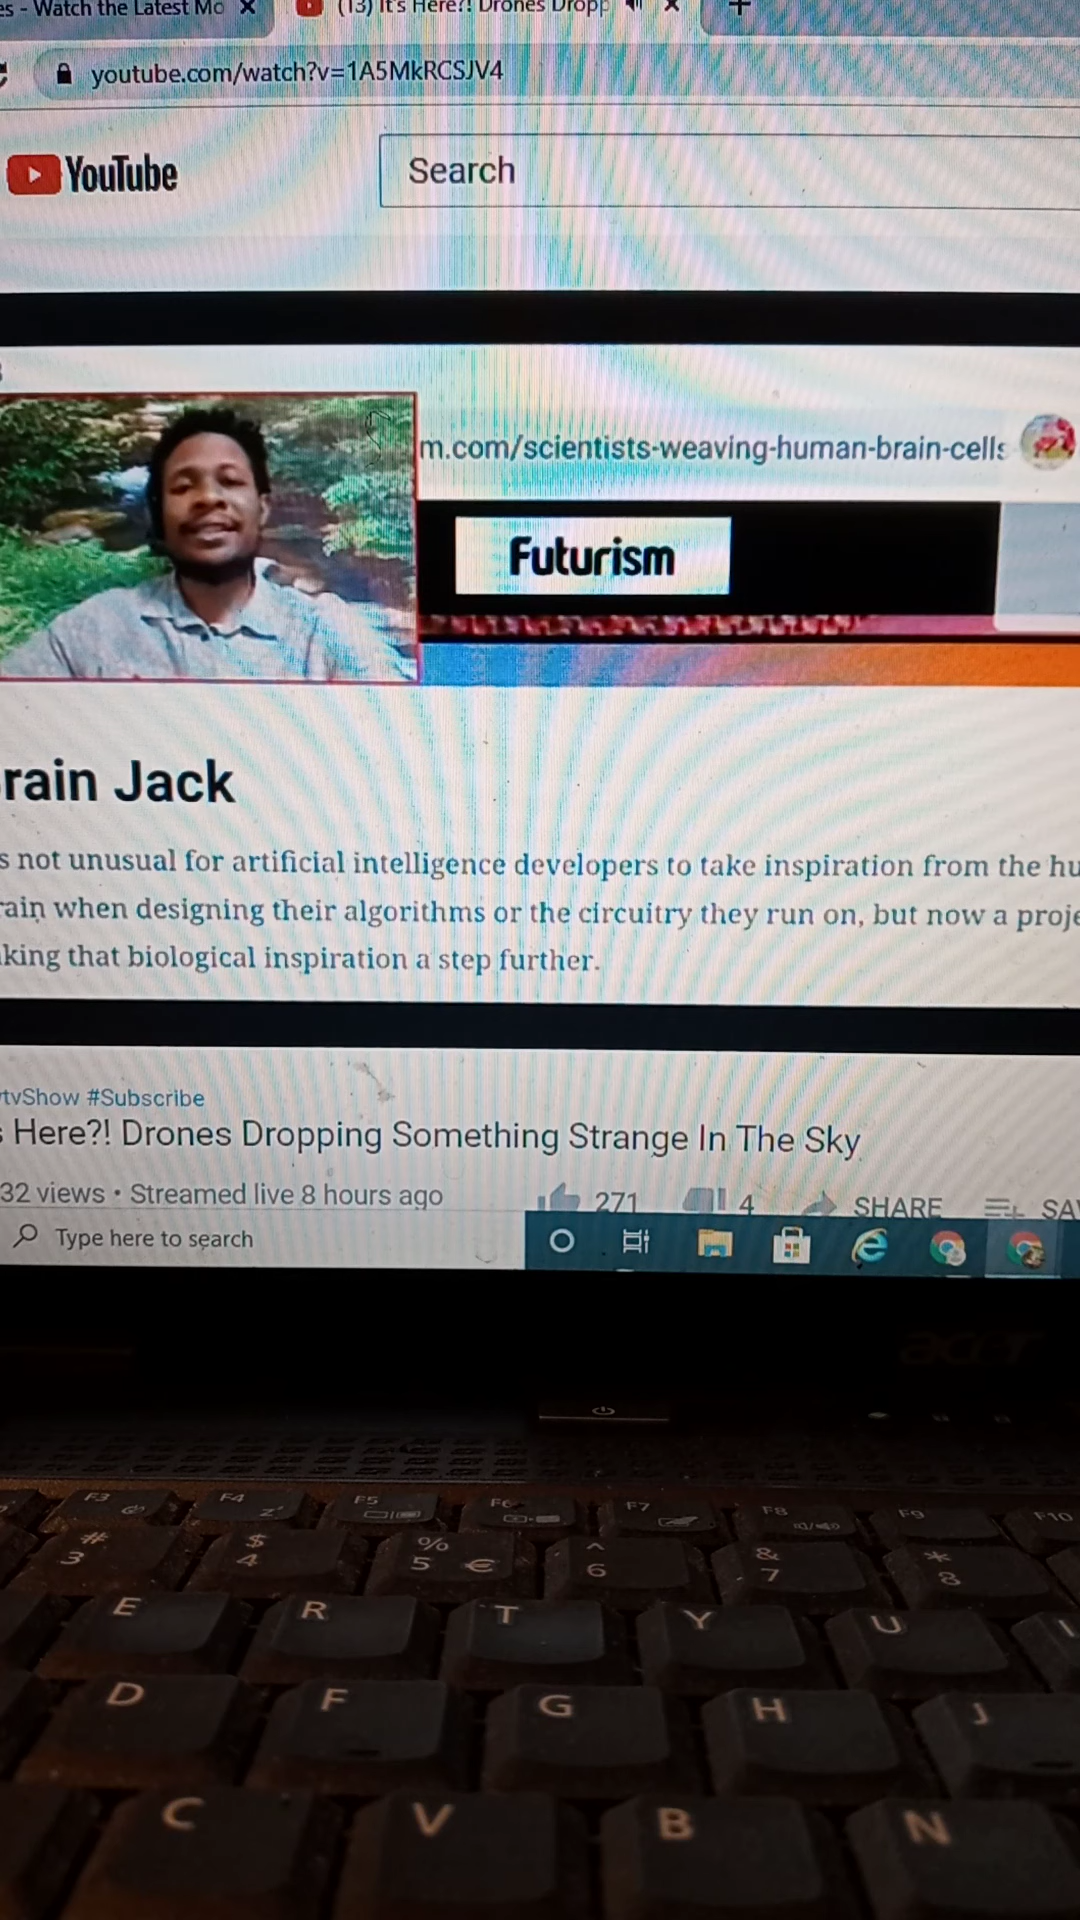 es - Watch the Latest Mo
(13) It's Here?! Drones Dropp
youtube.com/watch?v=1A5MkRCSJV4
YouTube
Search
m.com/scientists-weaving-human-brain-cells
Futurism
rain Jack
s not unusual for artificial intelligence developers to take inspiration from the hu
rain when designing their algorithms or the circuitry they run on, but now a proje
king that biological inspiration a step further.
tvShow #Subscribe
s Here?! Drones Dropping Something Strange In The Sky
32 views • Streamed live 8 hours ago
271
4
SHARE
SA
Type here to search
acer
F3 F4 F5 F6 F7 F8 F9 F10
# 3 $ 4 % 5 € ^ 6 & 7 * 8
E R T Y U I
D F G H J
C V B N